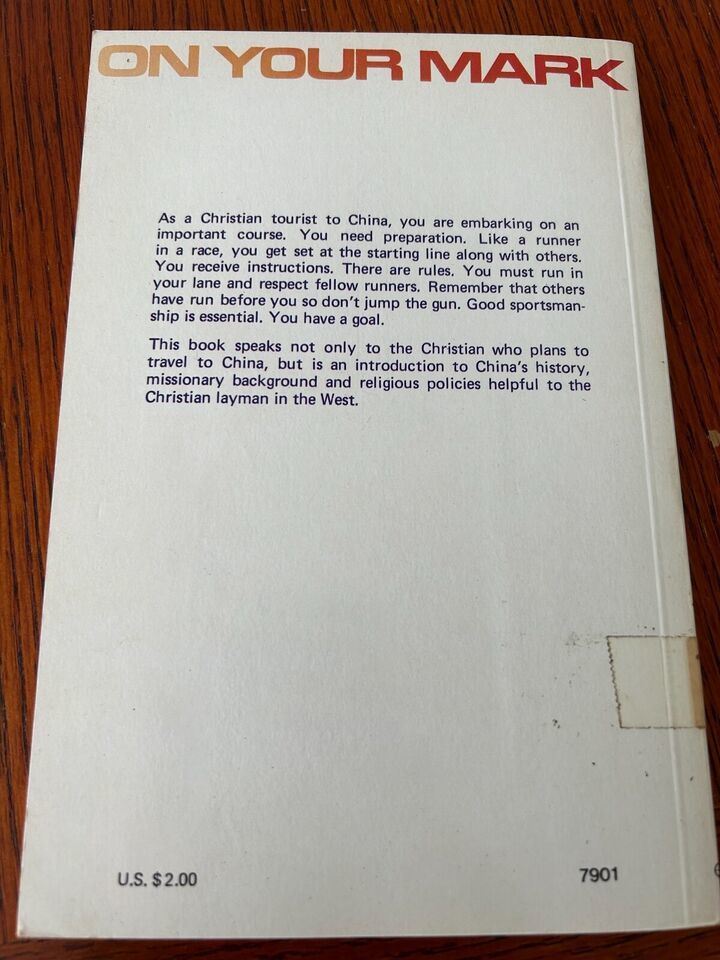 ON YOUR MARK
As a Christian tourist to China, you are embarking on an
important course. You need preparation. Like a runner
in a race, you get set at the starting line along with others.
You receive instructions. There are rules. You must run in
your lane and respect fellow runners. Remember that others
have run before you so don't jump the gun. Good sportsman-
ship is essential. You have a goal.
This book speaks not only to the Christian who plans to
travel to China, but is an introduction to China's history,
missionary background and religious policies helpful to the
Christian layman in the West.
U.S. $2.00
7901